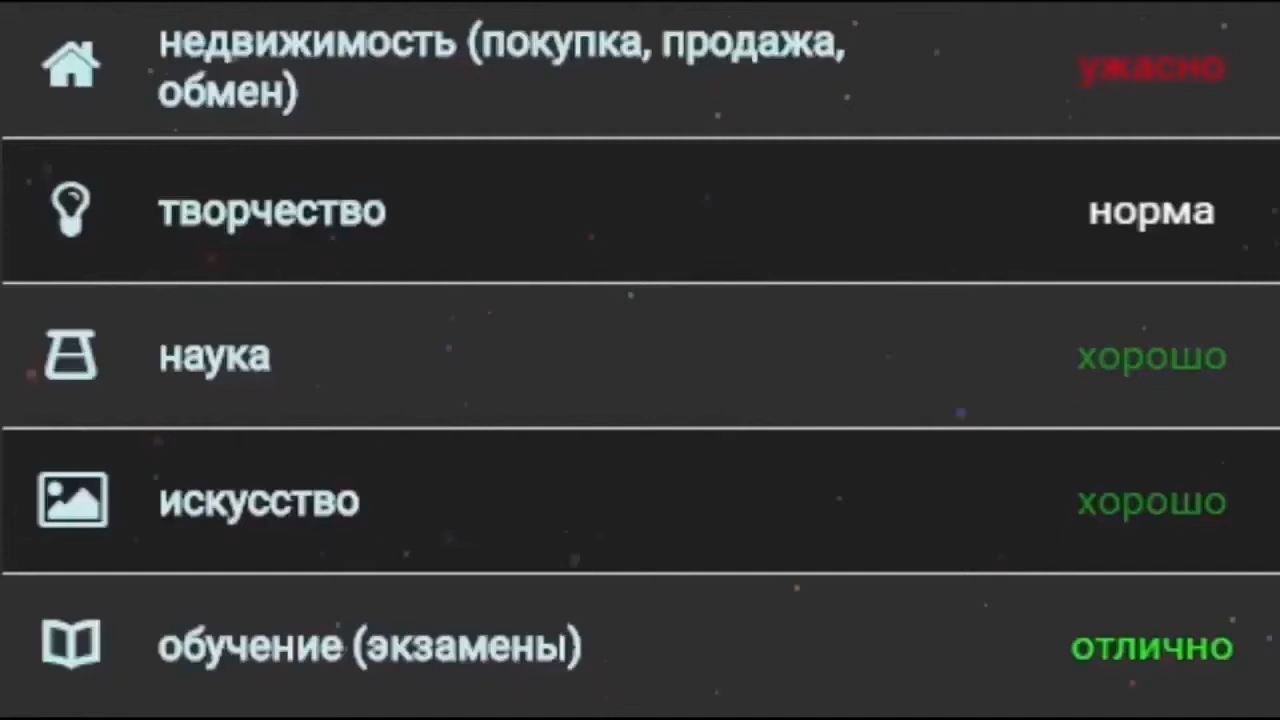 недвижимость (покупка, продажа,
обмен)
ужасно
творчество
норма
наука
хорошо
искусство
хорошо
обучение (экзамены)
отлично